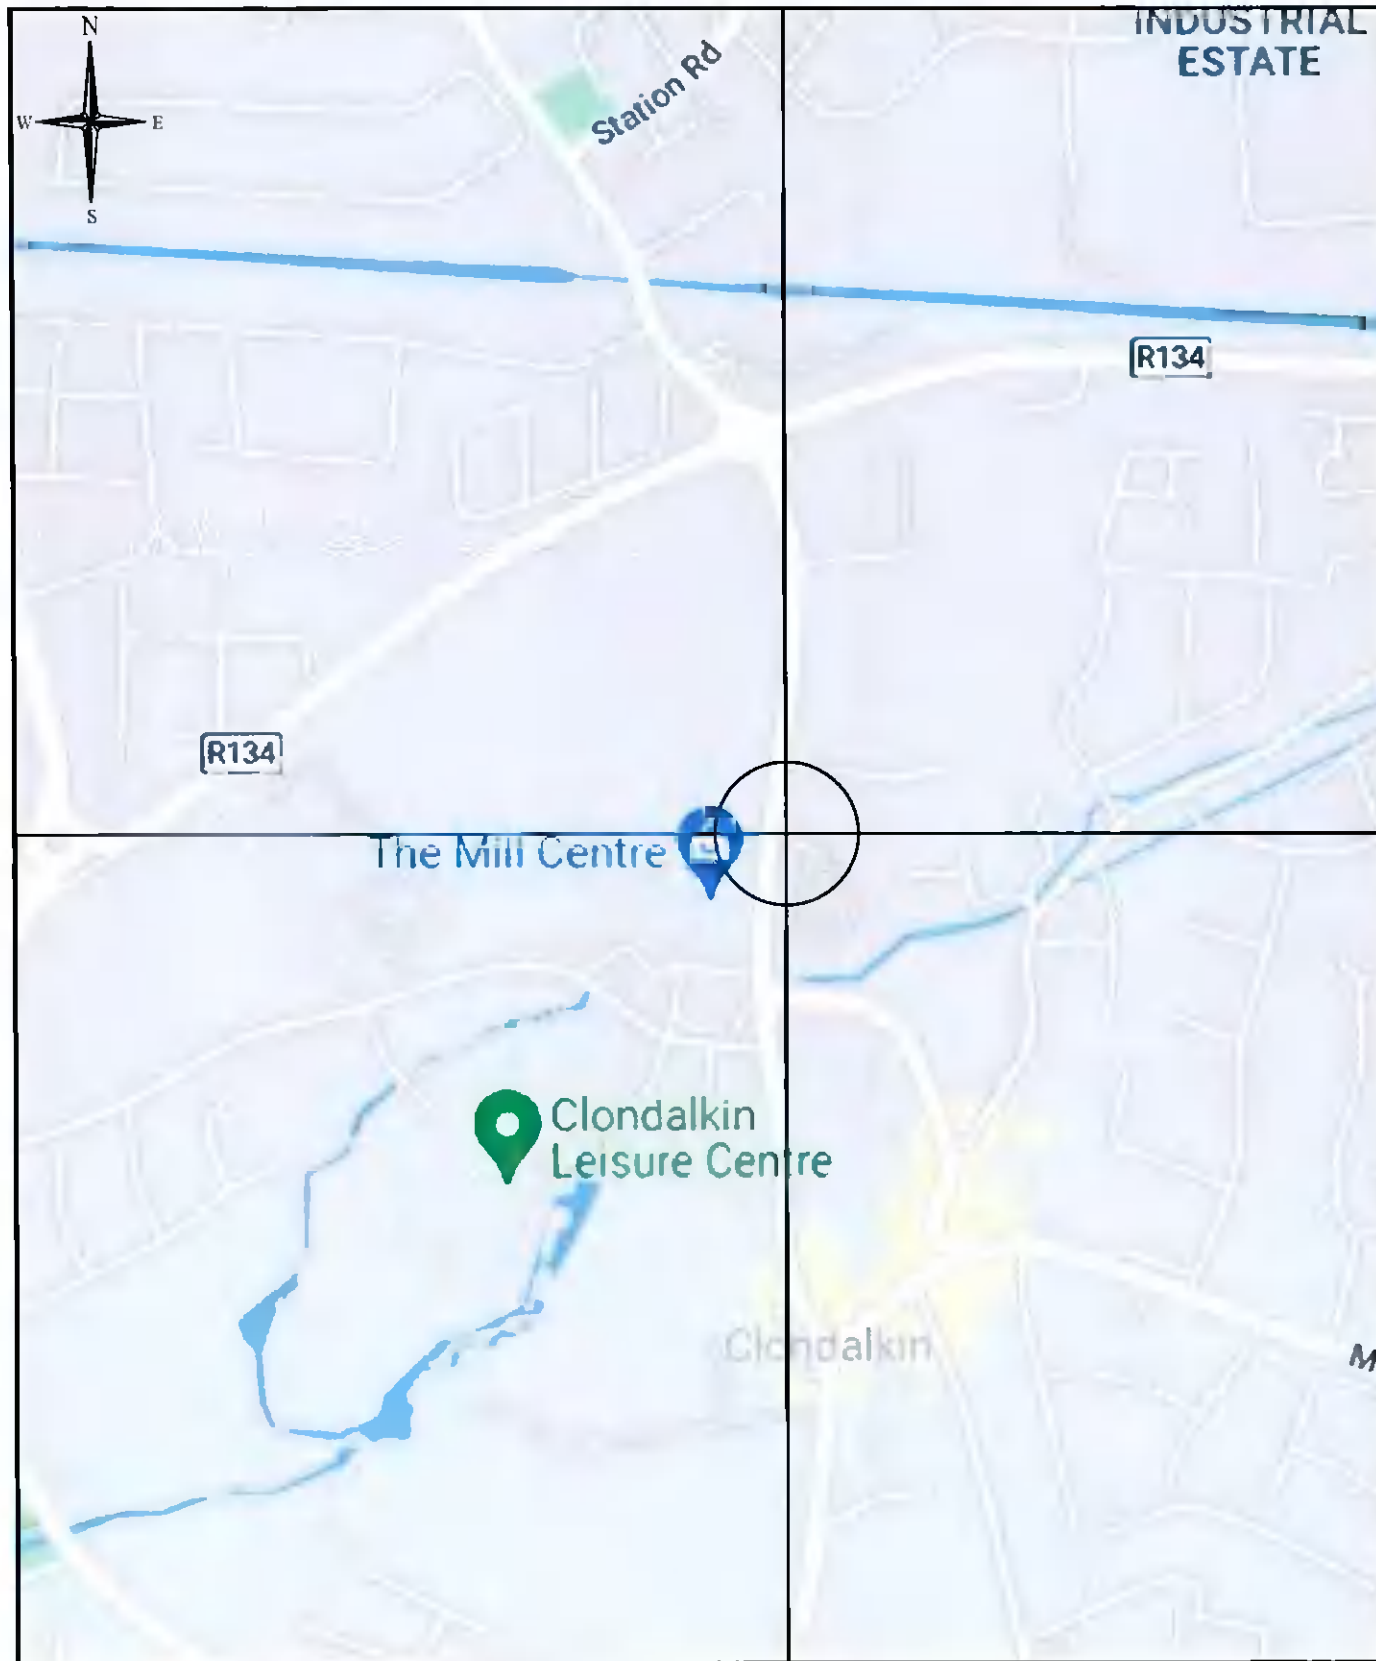 INDUSTRIAL
ESTATE
N
W
E
S
Station Rd
R134
R134
The Mill Centre
Clondalkin
Leisure Centre
Clondalkin
M